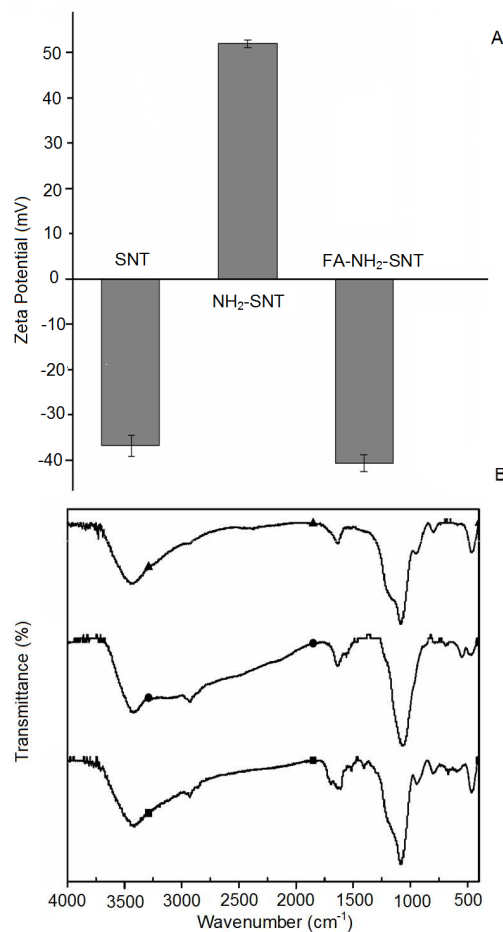 A
50
40
30
20
10
0
-10
-20
-30
-40
Zeta Potential (mV)
SNT
NH₂-SNT
FA-NH₂-SNT
B
Transmittance (%)
4000 3500 3000 2500 2000 1500 1000 500
Wavenumber (cm⁻¹)